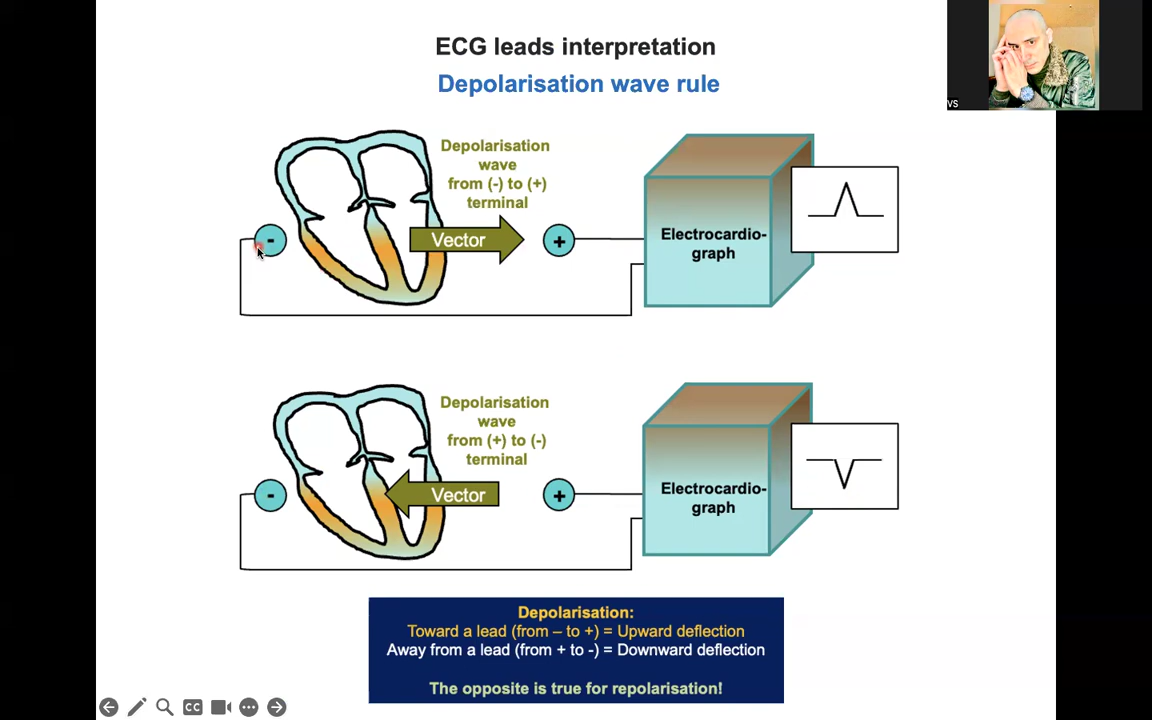 ECG leads interpretation
Depolarisation wave rule
VS
Depolarisation
wave
from (-) to (+)
terminal
-
Vector
+
Electrocardio-
graph
Depolarisation
wave
from (+) to (-)
terminal
-
Vector
+
Electrocardio-
graph
Depolarisation:
Toward a lead (from – to +) = Upward deflection
Away from a lead (from + to -) = Downward deflection
The opposite is true for repolarisation!
CC